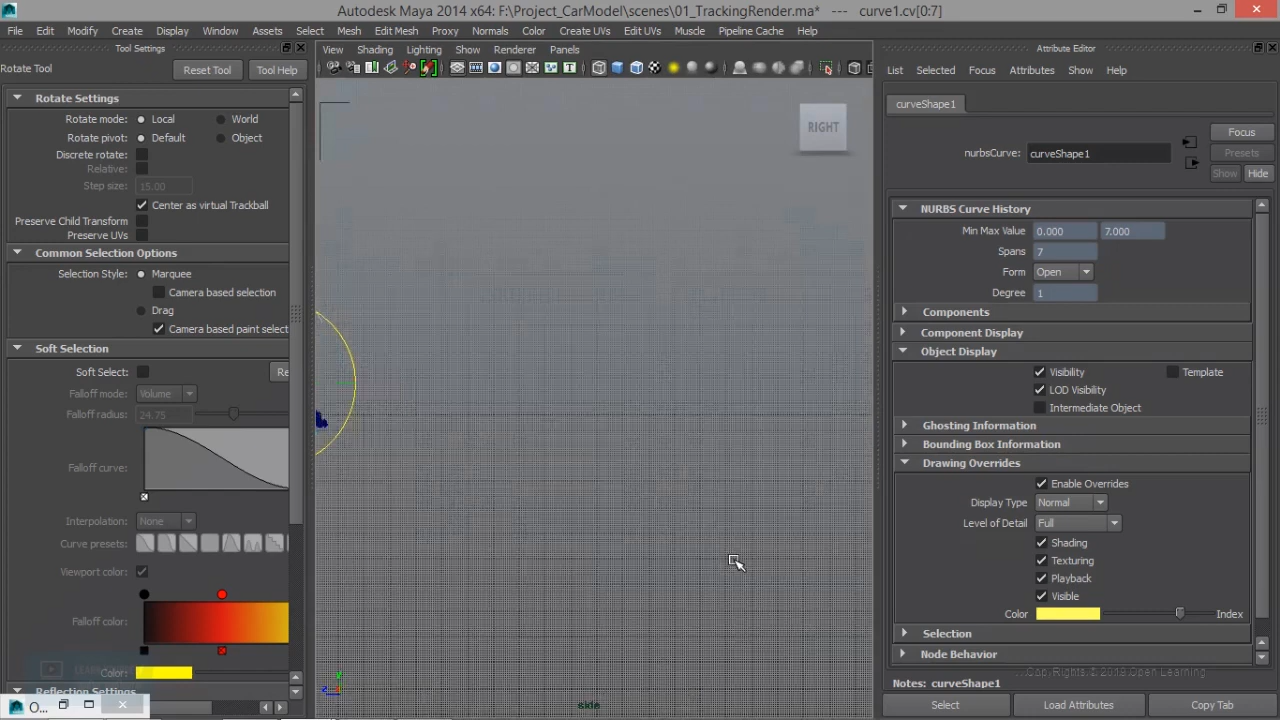 Autodesk Maya 2014 x64: F:\Project_CarModel\scenes\01_TrackingRender.ma* --- curve1.cv[0:7]
File Edit Modify Create Display Window Assets Select Mesh Edit Mesh Proxy Normals Color Create UVs Edit UVs Muscle Pipeline Cache Help
Tool Settings
Rotate Tool
Reset Tool
Tool Help
Rotate Settings
Rotate mode: Local World
Rotate pivot: Default Object
Discrete rotate:
Relative:
Step size: 15.00
Center as virtual Trackball
Preserve Child Transform
Preserve UVs
Common Selection Options
Selection Style: Marquee
Camera based selection
Drag
Camera based paint select
Soft Selection
Soft Select:
Re
Falloff mode: Volume
Falloff radius: 24.75
Falloff curve:
Interpolation: None
Curve presets:
Viewport color:
Falloff color:
Color:
Reflection Settings
O...
View Shading Lighting Show Renderer Panels
RIGHT
y
z
side
Attribute Editor
List Selected Focus Attributes Show Help
curveShape1
nurbsCurve: curveShape1
Focus
Presets
Show Hide
NURBS Curve History
Min Max Value 0.000 7.000
Spans 7
Form Open
Degree 1
Components
Component Display
Object Display
Visibility Template
LOD Visibility
Intermediate Object
Ghosting Information
Bounding Box Information
Drawing Overrides
Enable Overrides
Display Type Normal
Level of Detail Full
Shading
Texturing
Playback
Visible
Color Index
Selection
Node Behavior
Notes: curveShape1
Select Load Attributes Copy Tab